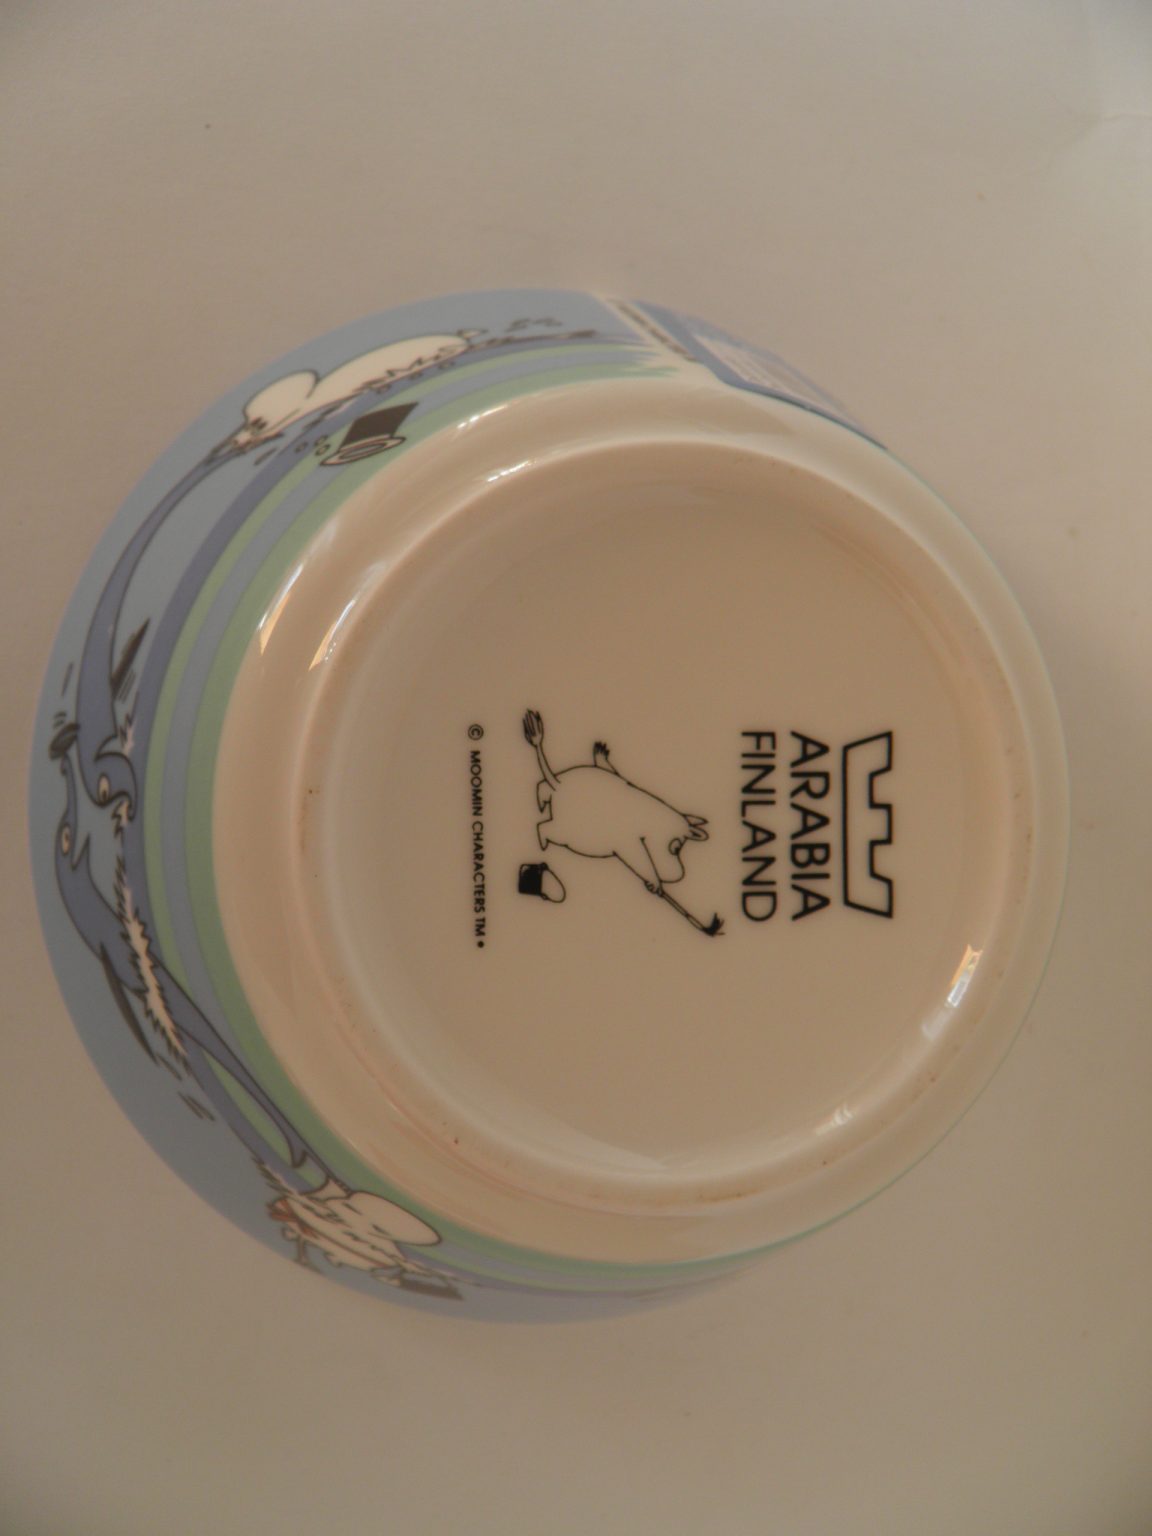 ARABIA
FINLAND
© MOOMIN CHARACTERS TM •